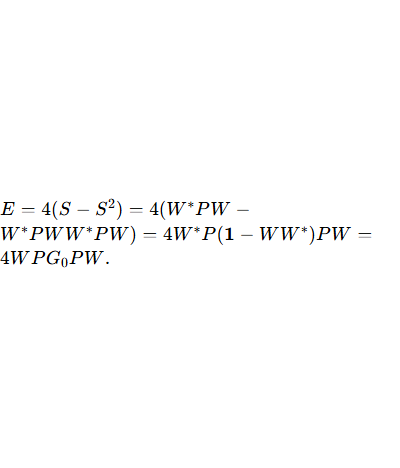 E = 4(S − S²) = 4(W*PW −
W*PWW*PW) = 4W*P(𝟏 − WW*)PW =
4WPG₀PW.